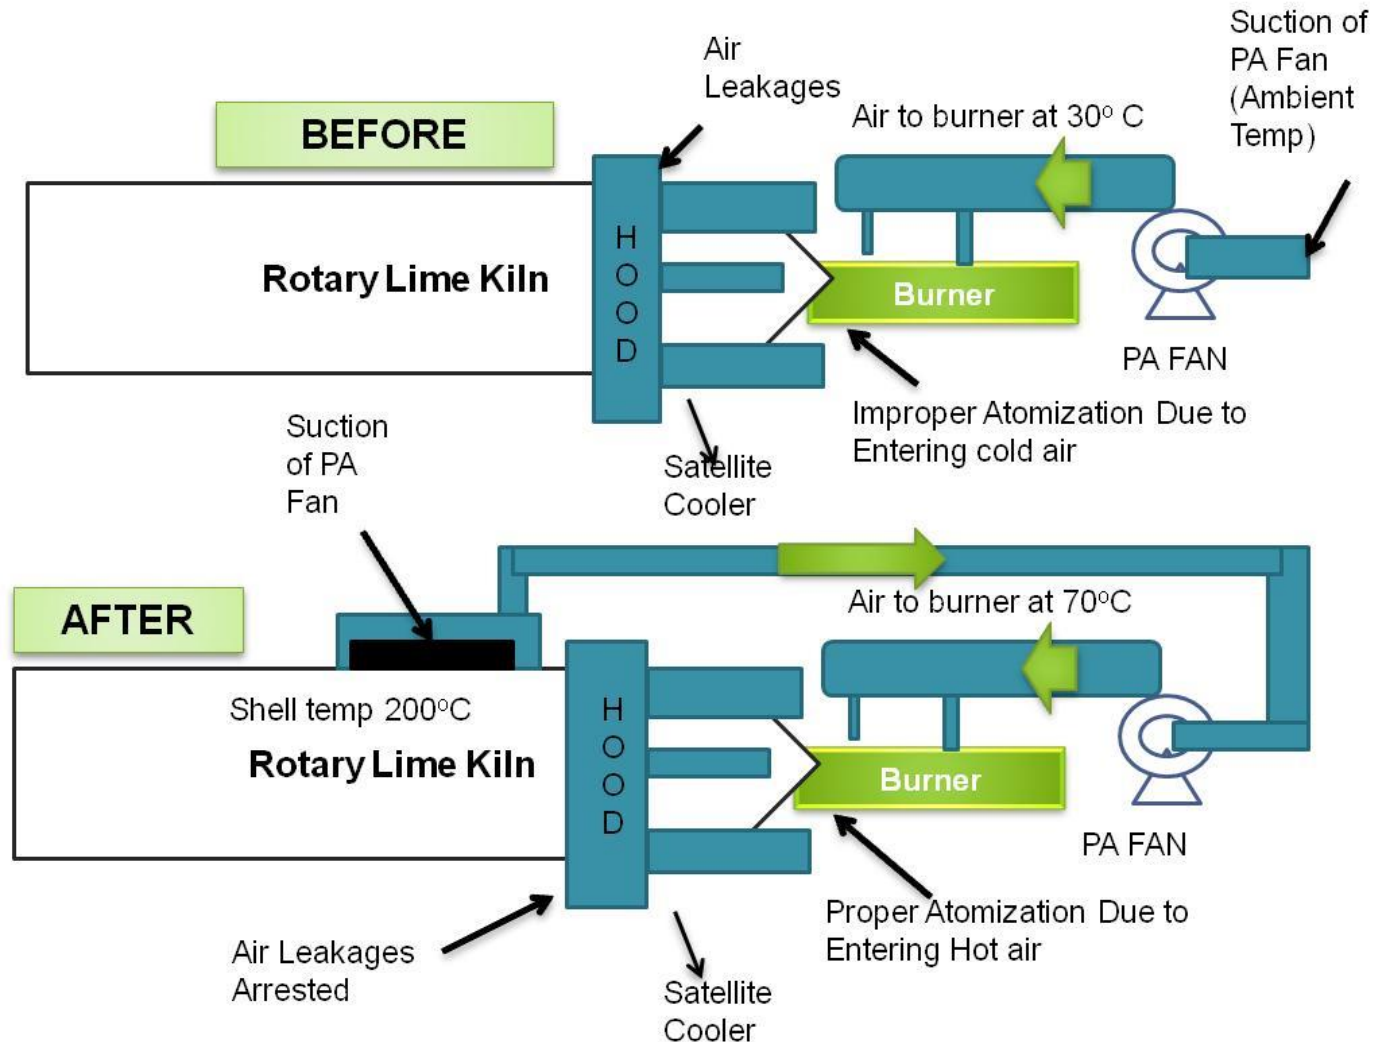 Suction of
PA Fan
(Ambient
Temp)
Air
Leakages
Air to burner at 30º C
BEFORE
H
O
O
D
Rotary Lime Kiln
Burner
PA FAN
Improper Atomization Due to
Entering cold air
Satellite
Cooler
Suction
of PA
Fan
AFTER
Air to burner at 70ºC
Shell temp 200ºC
Rotary Lime Kiln
H
O
O
D
Burner
PA FAN
Proper Atomization Due to
Entering Hot air
Air Leakages
Arrested
Satellite
Cooler